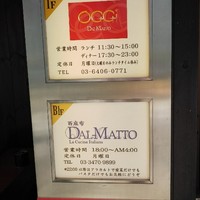 1F
OGGI
Dal Matto
営業時間 ランチ 11:30～15:00
ディナー 17:30～23:00
定休日 月曜日
TEL 03-6406-0771
B1F
西麻布
DAL-MATTO
La Cucina Italiana
営業時間 18:00～AM4:00
定休日 月曜日
TEL 03-3470-9899